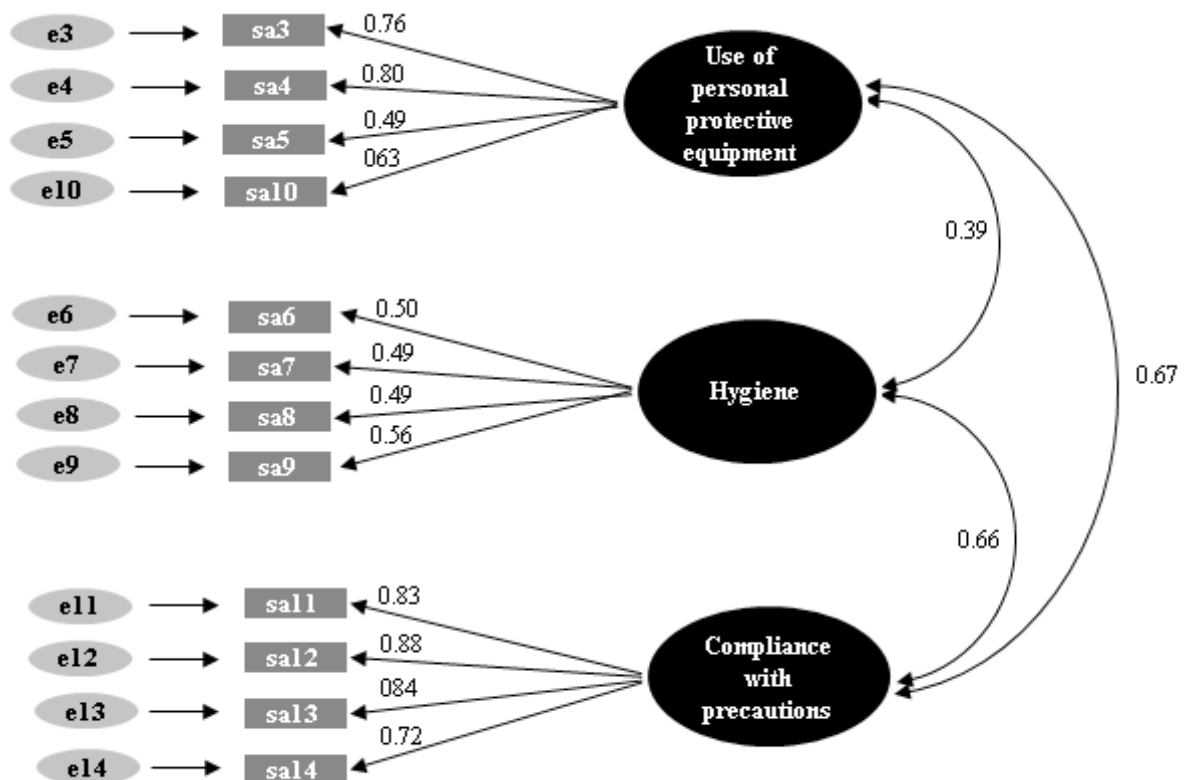 e3
sa3
0.76
e4
sa4
0.80
e5
sa5
0.49
e10
sa10
063
Use of
personal
protective
equipment
0.39
e6
sa6
0.50
e7
sa7
0.49
e8
sa8
0.49
e9
sa9
0.56
Hygiene
0.67
0.66
e11
sa11
0.83
e12
sa12
0.88
e13
sa13
084
e14
sa14
0.72
Compliance
with
precautions